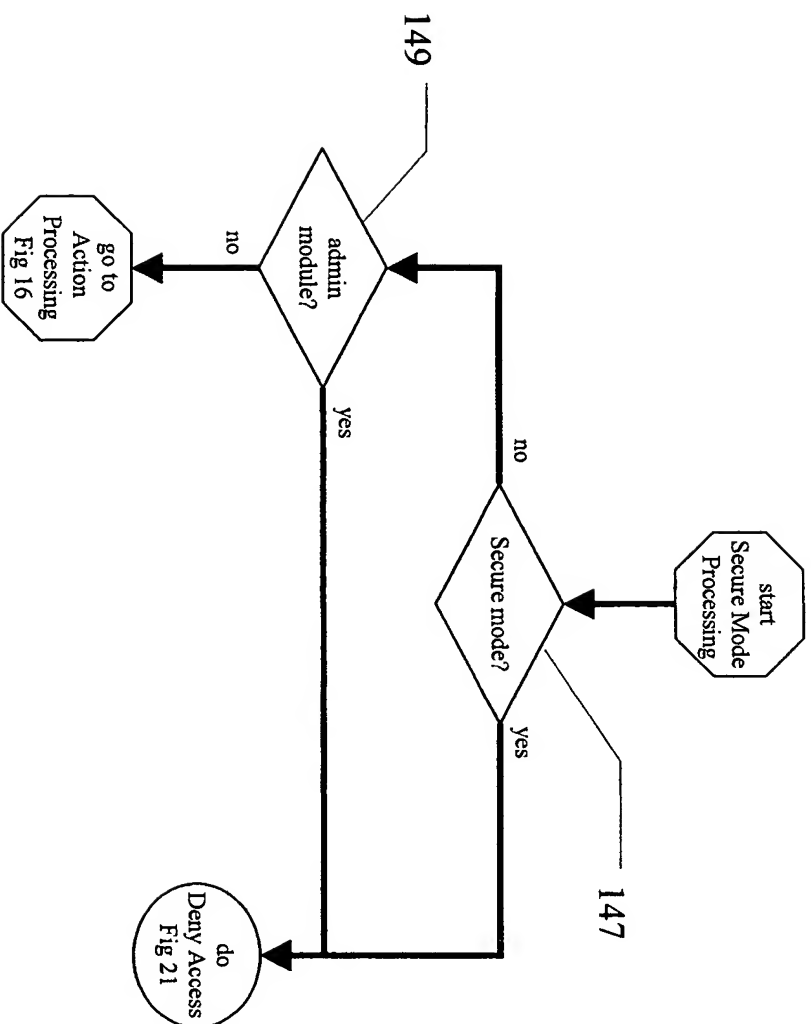 start
Secure Mode
Processing
147
Secure mode?
no
yes
149
admin
module?
yes
no
go to
Action
Processing
Fig 16
do
Deny Access
Fig 21